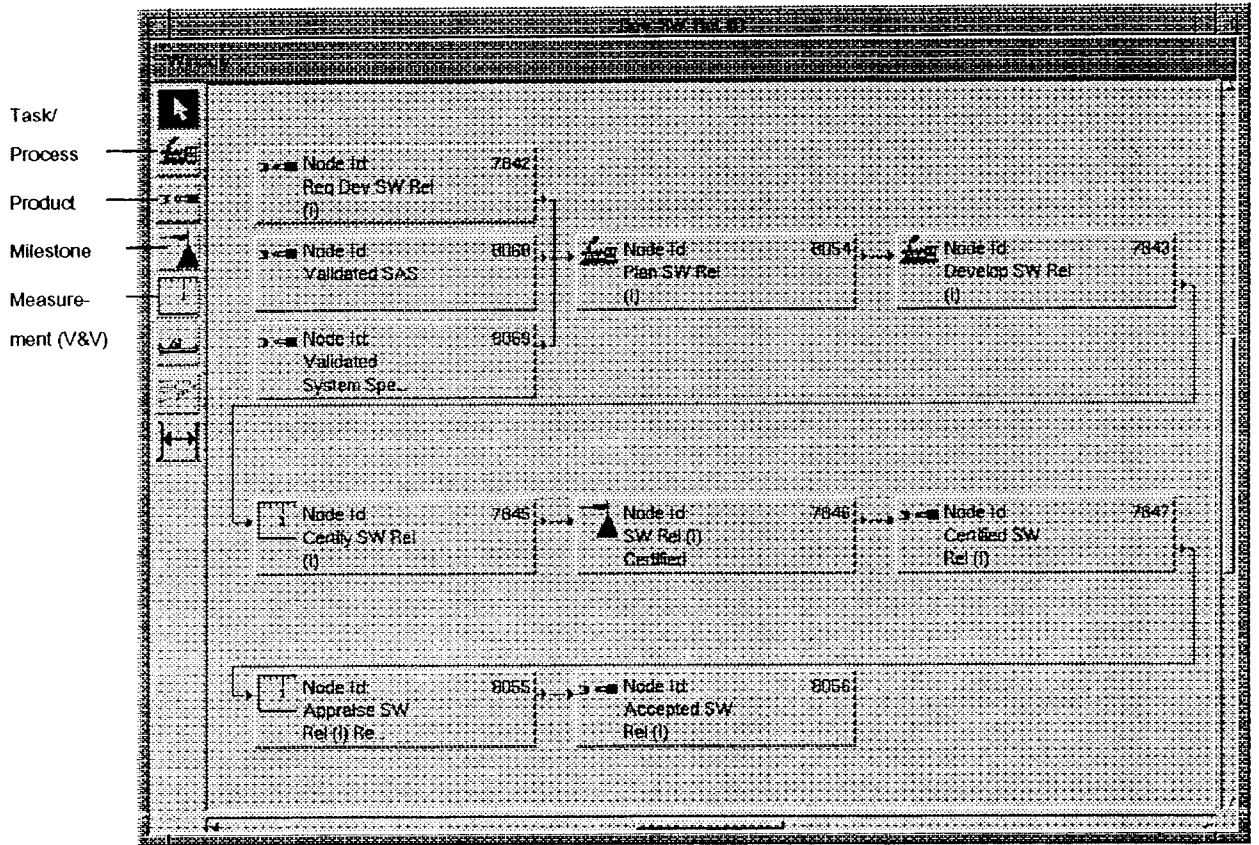 Window
Task/
Process
Product
Milestone
Measure-
ment (V&V)
Node Id: 7842
Req Dev SW Rel
(I)
Node Id: 8068
Validated SAS
Node Id: 8069
Validated
System Spe...
Node Id: 8054
Plan SW Rel
(I)
Node Id: 7843
Develop SW Rel
(I)
Node Id: 7845
Certify SW Rel
(I)
Node Id: 7846
SW Rel (I)
Certified
Node Id: 7847
Certified SW
Rel (I)
Node Id: 8055
Appraise SW
Rel (I) Re...
Node Id: 8056
Accepted SW
Rel (I)